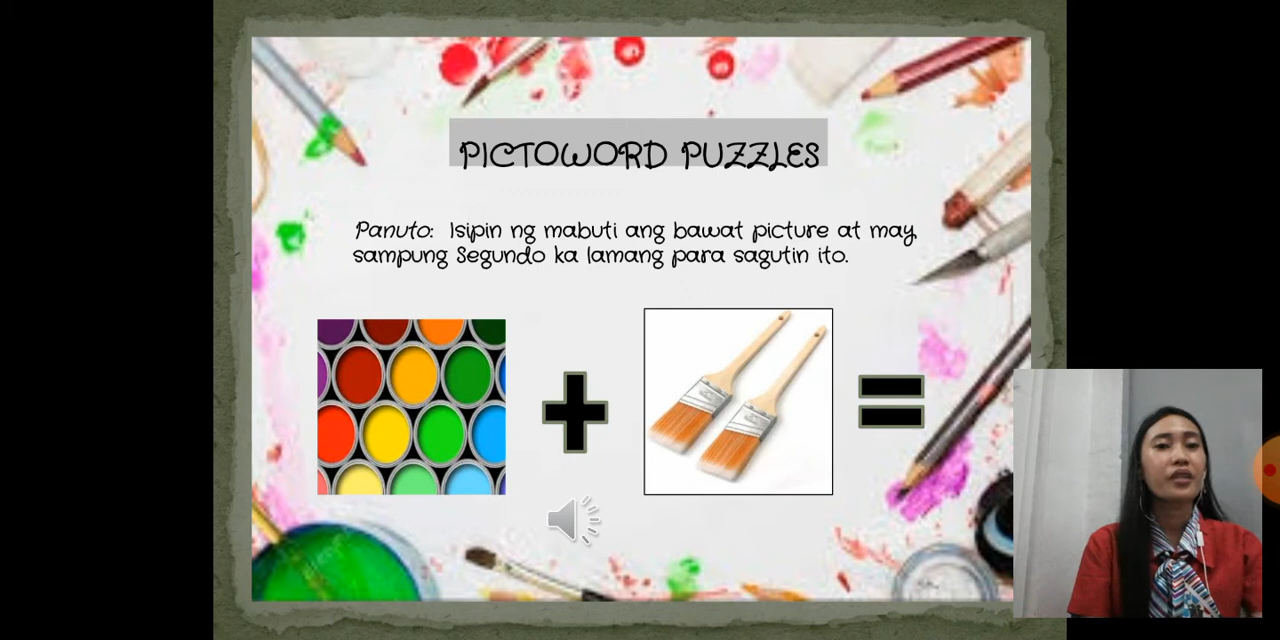 PICTOWORD PUZZLES
Panuto: Isipin ng mabuti ang bawat picture at may
sampung Segundo ka lamang para sagutin ito.